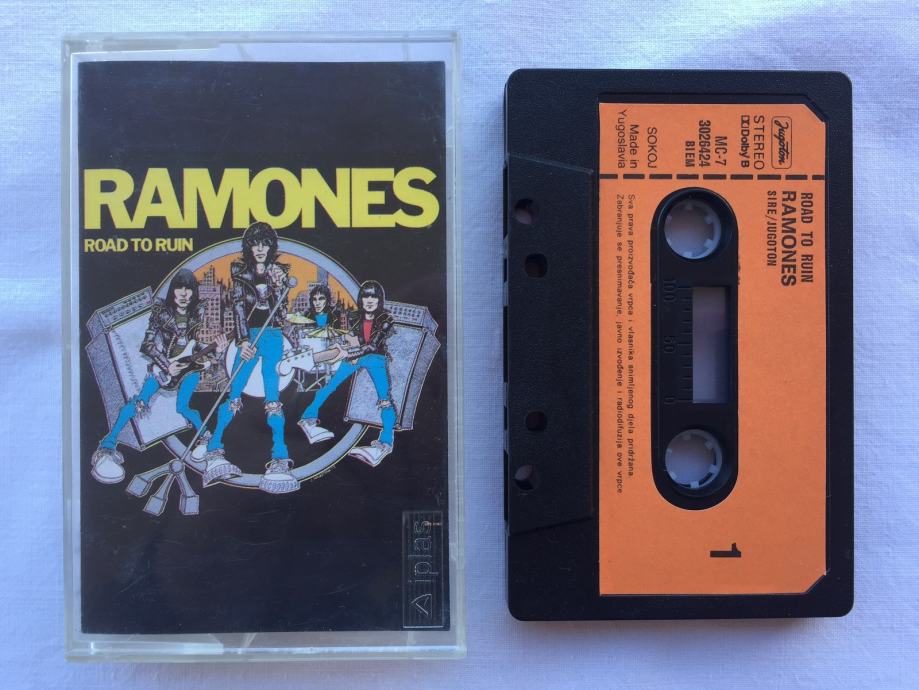 RAMONES
ROAD TO RUIN
iplas
Jugoton
STEREO
Dolby B
MC-7
3026424
BIEM
SOKOJ
Made in
Yugoslavia
ROAD TO RUIN
RAMONES
SIRE/JUGOTON
Sva prava proizvođača vrpce i vlasnika snimljenog djela pridržana.
Zabranjuje se presnimavanje, javno izvođenje i radiodifuzija ove vrpce
100
50
0
1